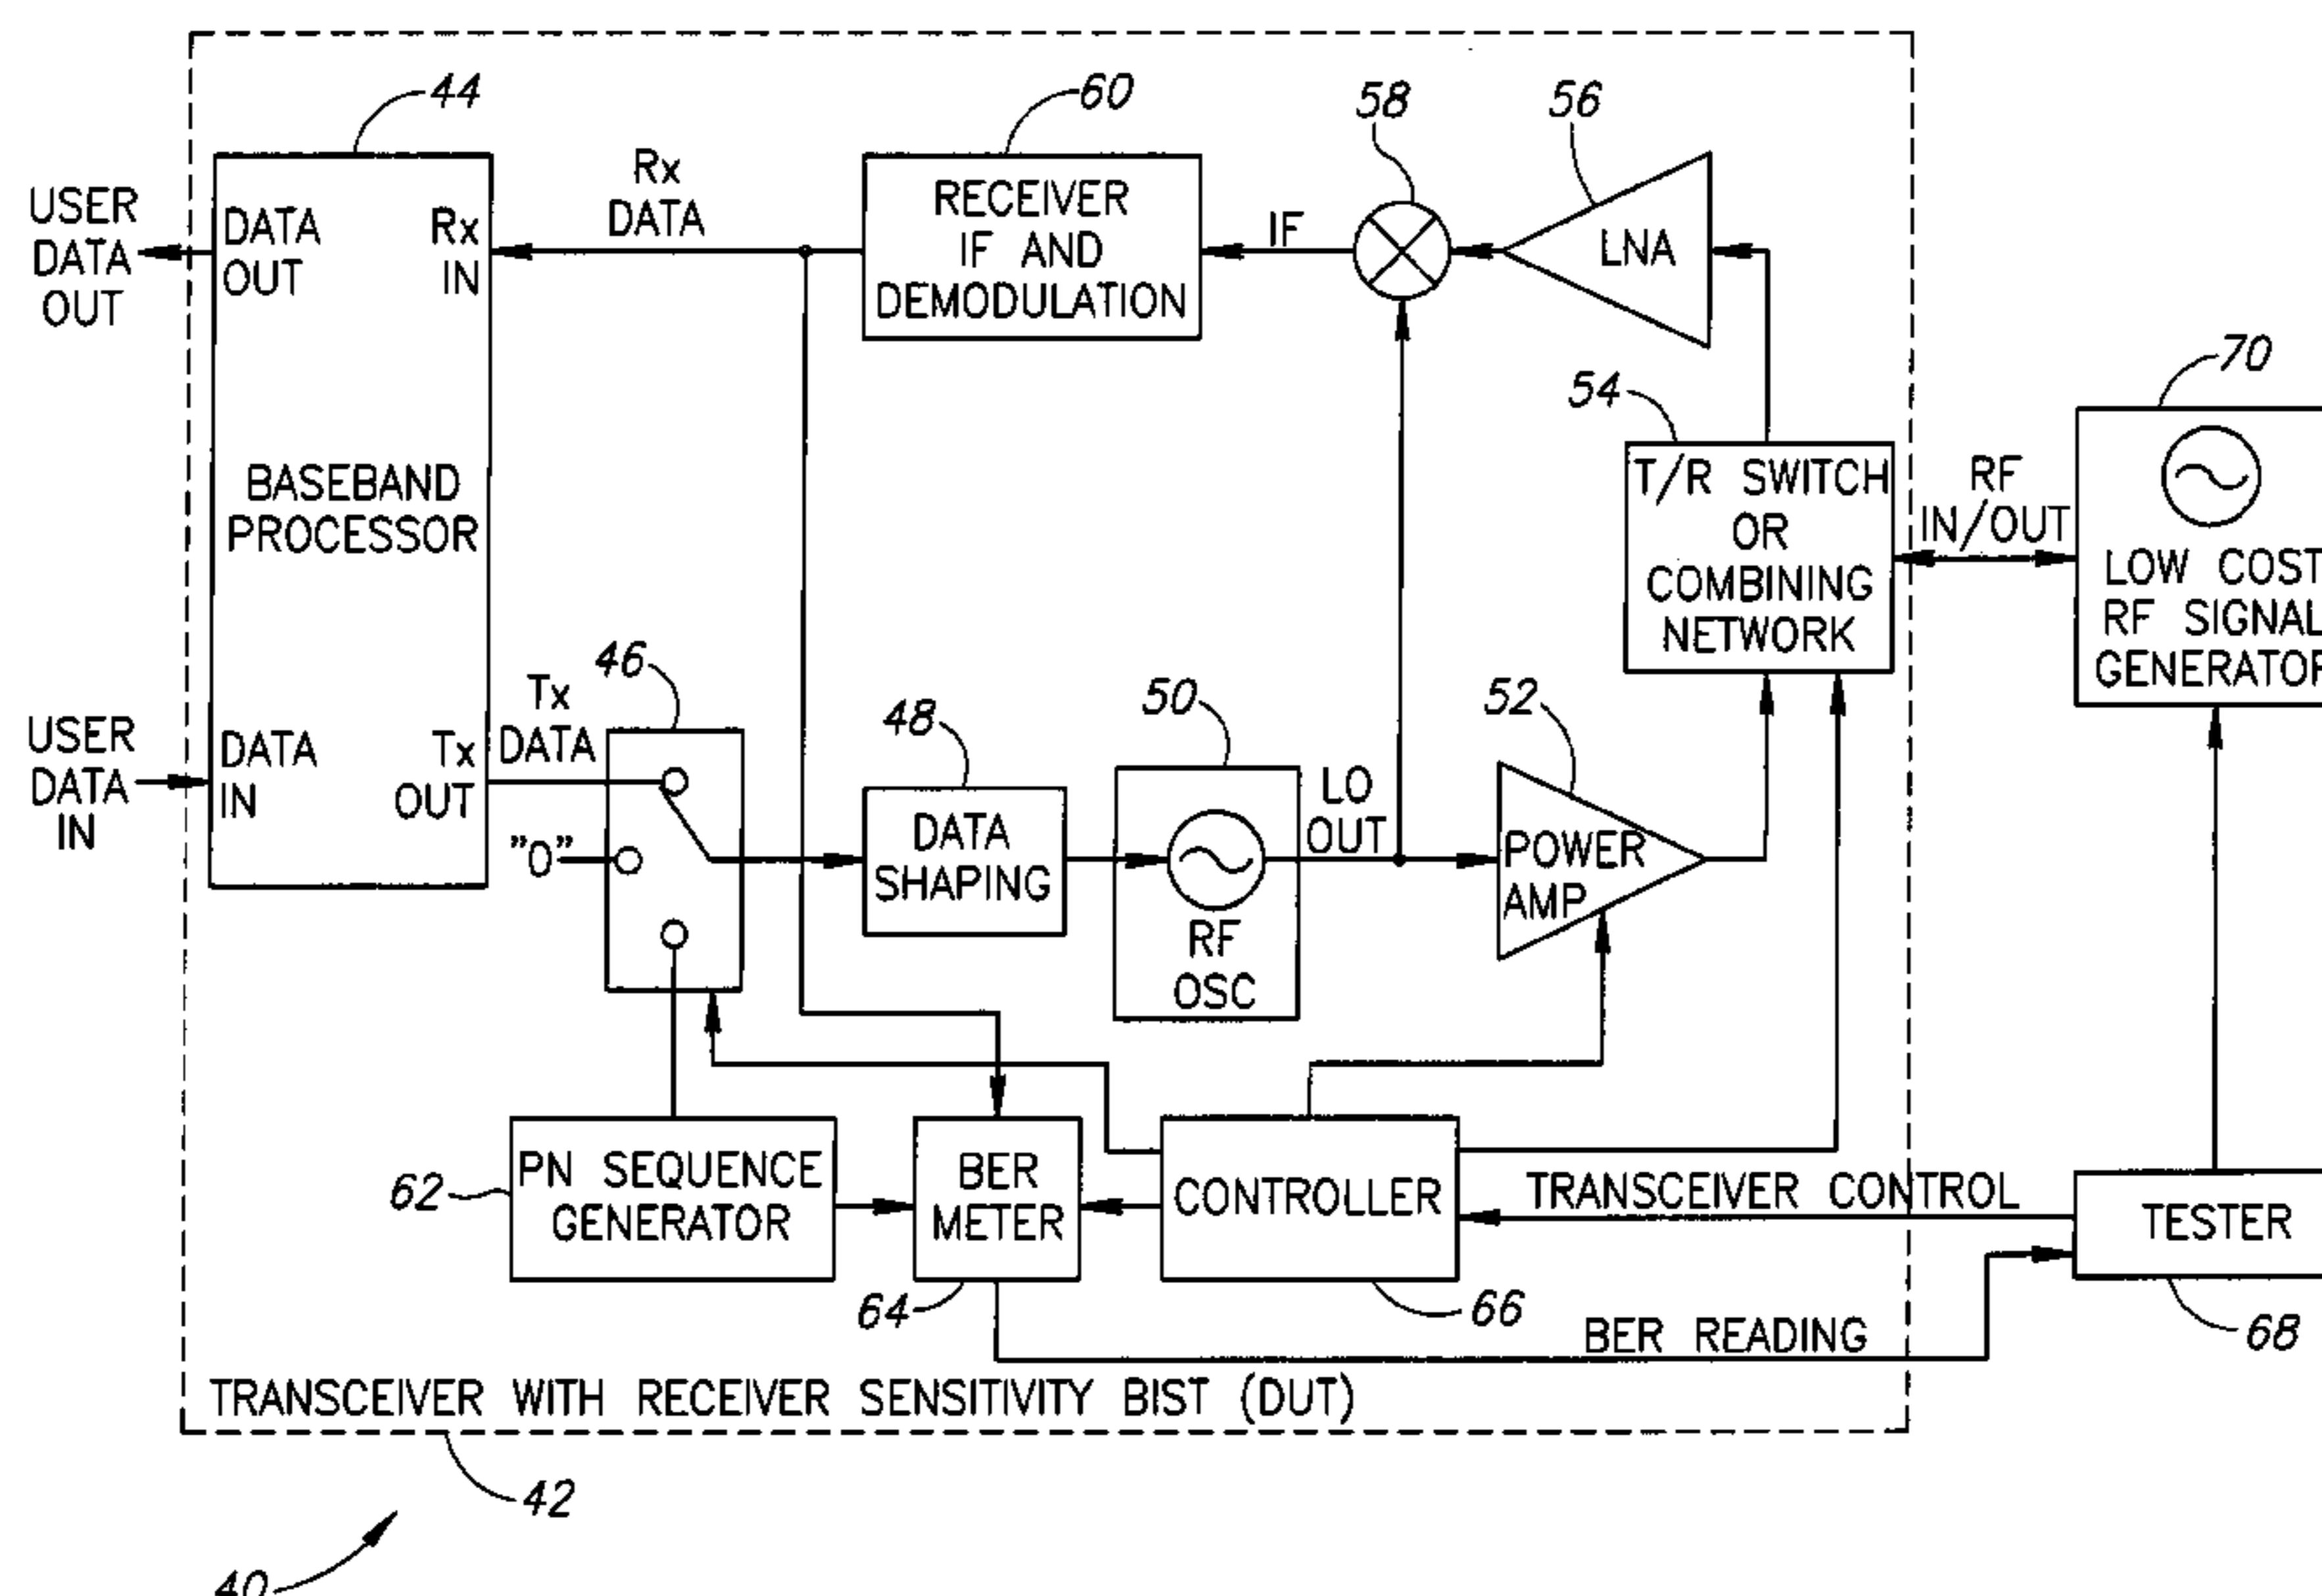 44
60
58
56
USER
DATA
OUT
DATA
OUT
Rx
IN
Rx
DATA
RECEIVER
IF AND
DEMODULATION
IF
LNA
70
54
T/R SWITCH
OR
COMBINING
NETWORK
RF
IN/OUT
LOW COST
RF SIGNAL
GENERATOR
BASEBAND
PROCESSOR
46
48
50
52
USER
DATA
IN
DATA
IN
Tx
OUT
Tx
DATA
"0"
DATA
SHAPING
RF
OSC
LO
OUT
POWER
AMP
62
PN SEQUENCE
GENERATOR
BER
METER
64
CONTROLLER
66
TRANSCEIVER CONTROL
TESTER
68
BER READING
TRANSCEIVER WITH RECEIVER SENSITIVITY BIST (DUT)
42
40